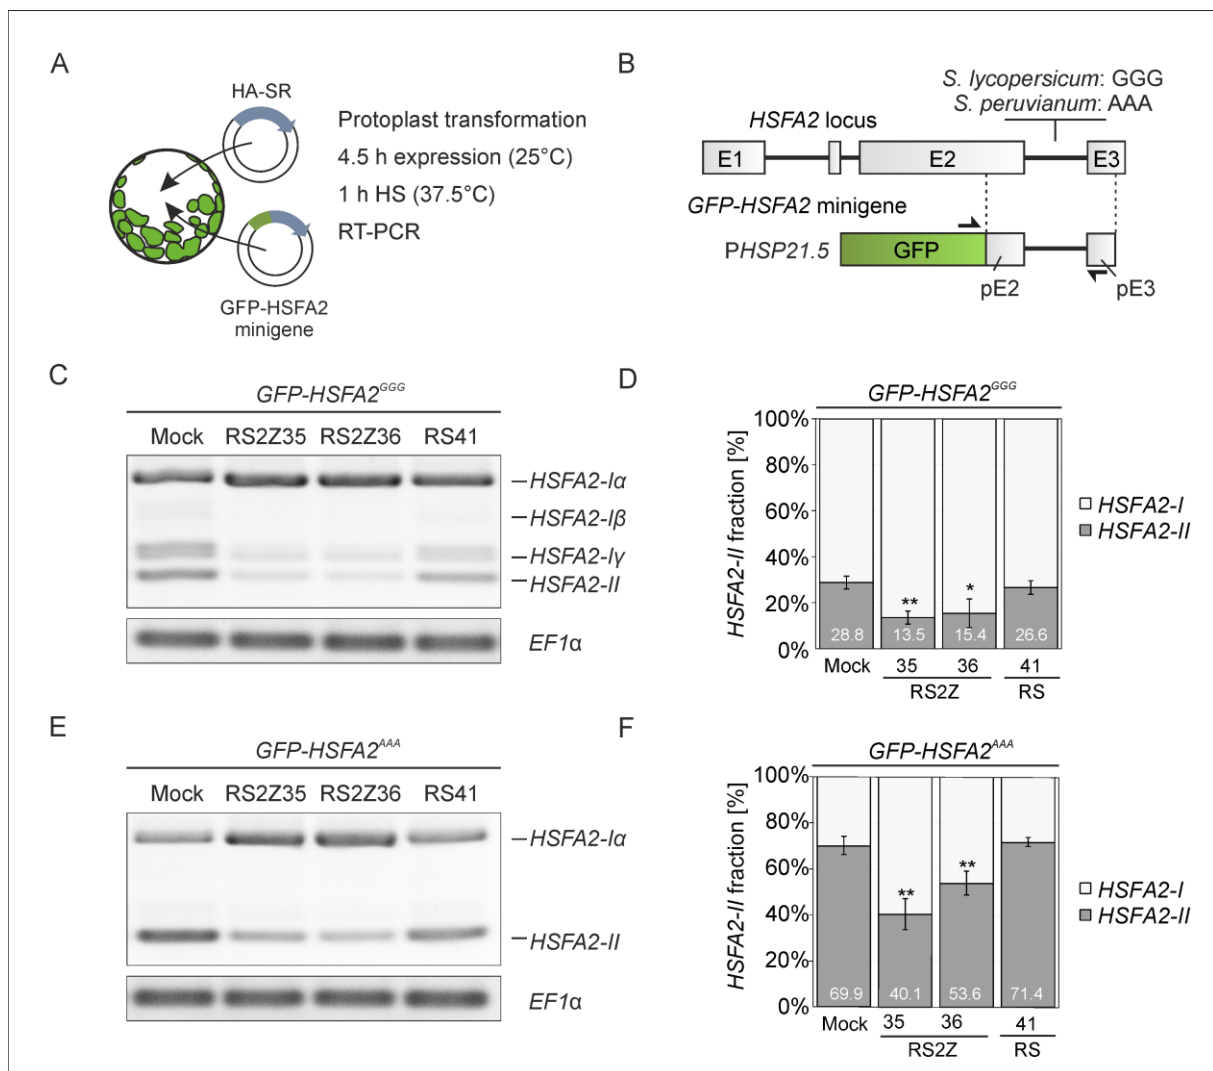 A
HA-SR
Protoplast transformation
4.5 h expression (25°C)
1 h HS (37.5°C)
RT-PCR
GFP-HSFA2
minigene
B
S. lycopersicum: GGG
S. peruvianum: AAA
HSFA2 locus
E1 E2 E3
GFP-HSFA2 minigene
PHSP21.5 GFP
pE2 pE3
C
GFP-HSFA2GGG
Mock RS2Z35 RS2Z36 RS41
HSFA2-Iα
HSFA2-Iβ
HSFA2-Iγ
HSFA2-II
EF1α
D
GFP-HSFA2GGG
HSFA2-II fraction [%]
100%
80%
60%
40%
20%
0%
** *
28.8 13.5 15.4 26.6
Mock 35 36 41
RS2Z RS
HSFA2-I
HSFA2-II
E
GFP-HSFA2AAA
Mock RS2Z35 RS2Z36 RS41
HSFA2-Iα
HSFA2-II
EF1α
F
GFP-HSFA2AAA
HSFA2-II fraction [%]
100%
80%
60%
40%
20%
0%
** **
69.9 40.1 53.6 71.4
Mock 35 36 41
RS2Z RS
HSFA2-I
HSFA2-II